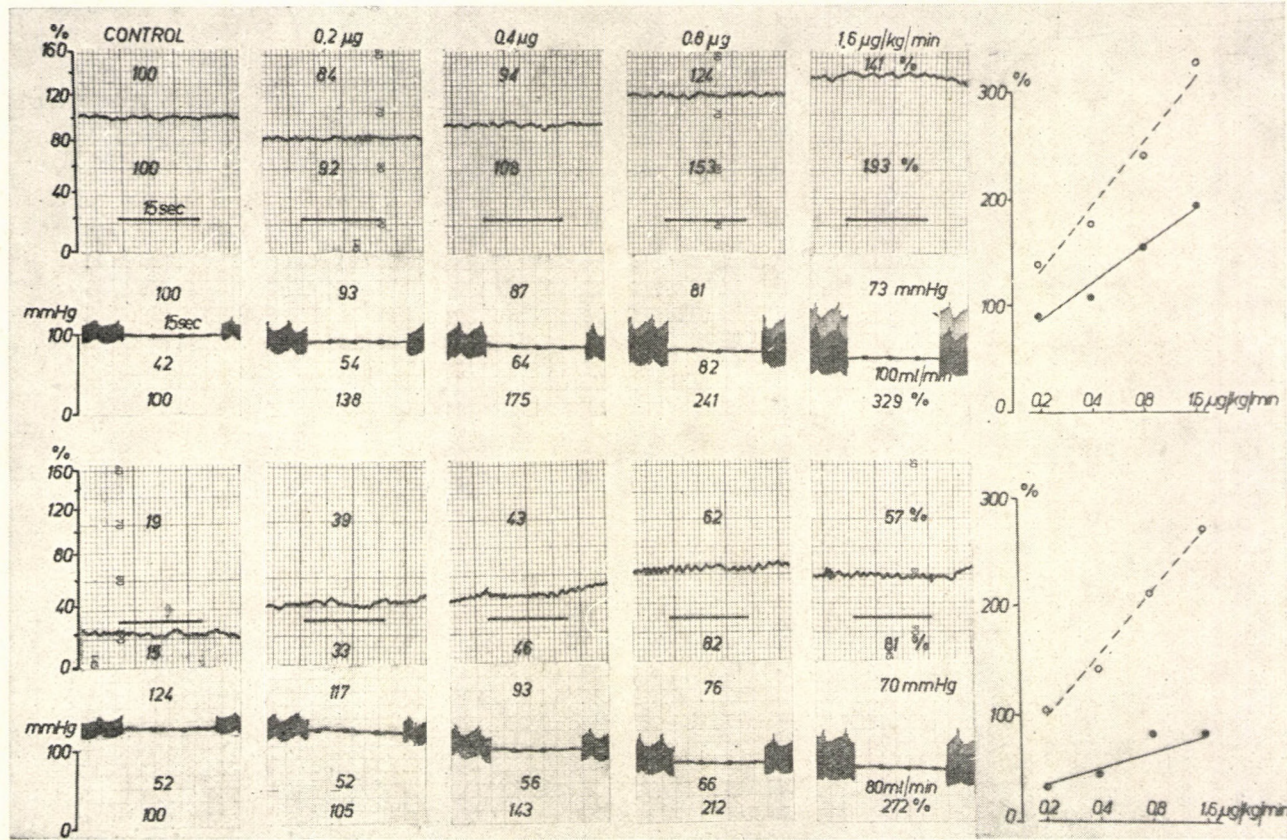 % CONTROL 0,2 µg 0,4 µg 0,8 µg 1,6 µg/kg/min
160 100 84 94 124 141 %
120
80
100 92 108 153 193 %
40
15sec
0
100 93 87 81 73 mmHg
mmHg
100 15sec
42 54 64 82 100ml/min
100 138 175 241 329 %
0
%
300
200
100
0
0,2 0,4 0,8 1,6 µg/kg/min
%
160
120 19 39 43 62 57 %
80
40
15 33 46 82 81 %
0
124 117 93 76 70 mmHg
mmHg
100
52 52 56 66 80ml/min
100 105 143 212 272 %
0
%
300
200
100
0
0,2 0,4 0,8 1,6 µg/kg/min